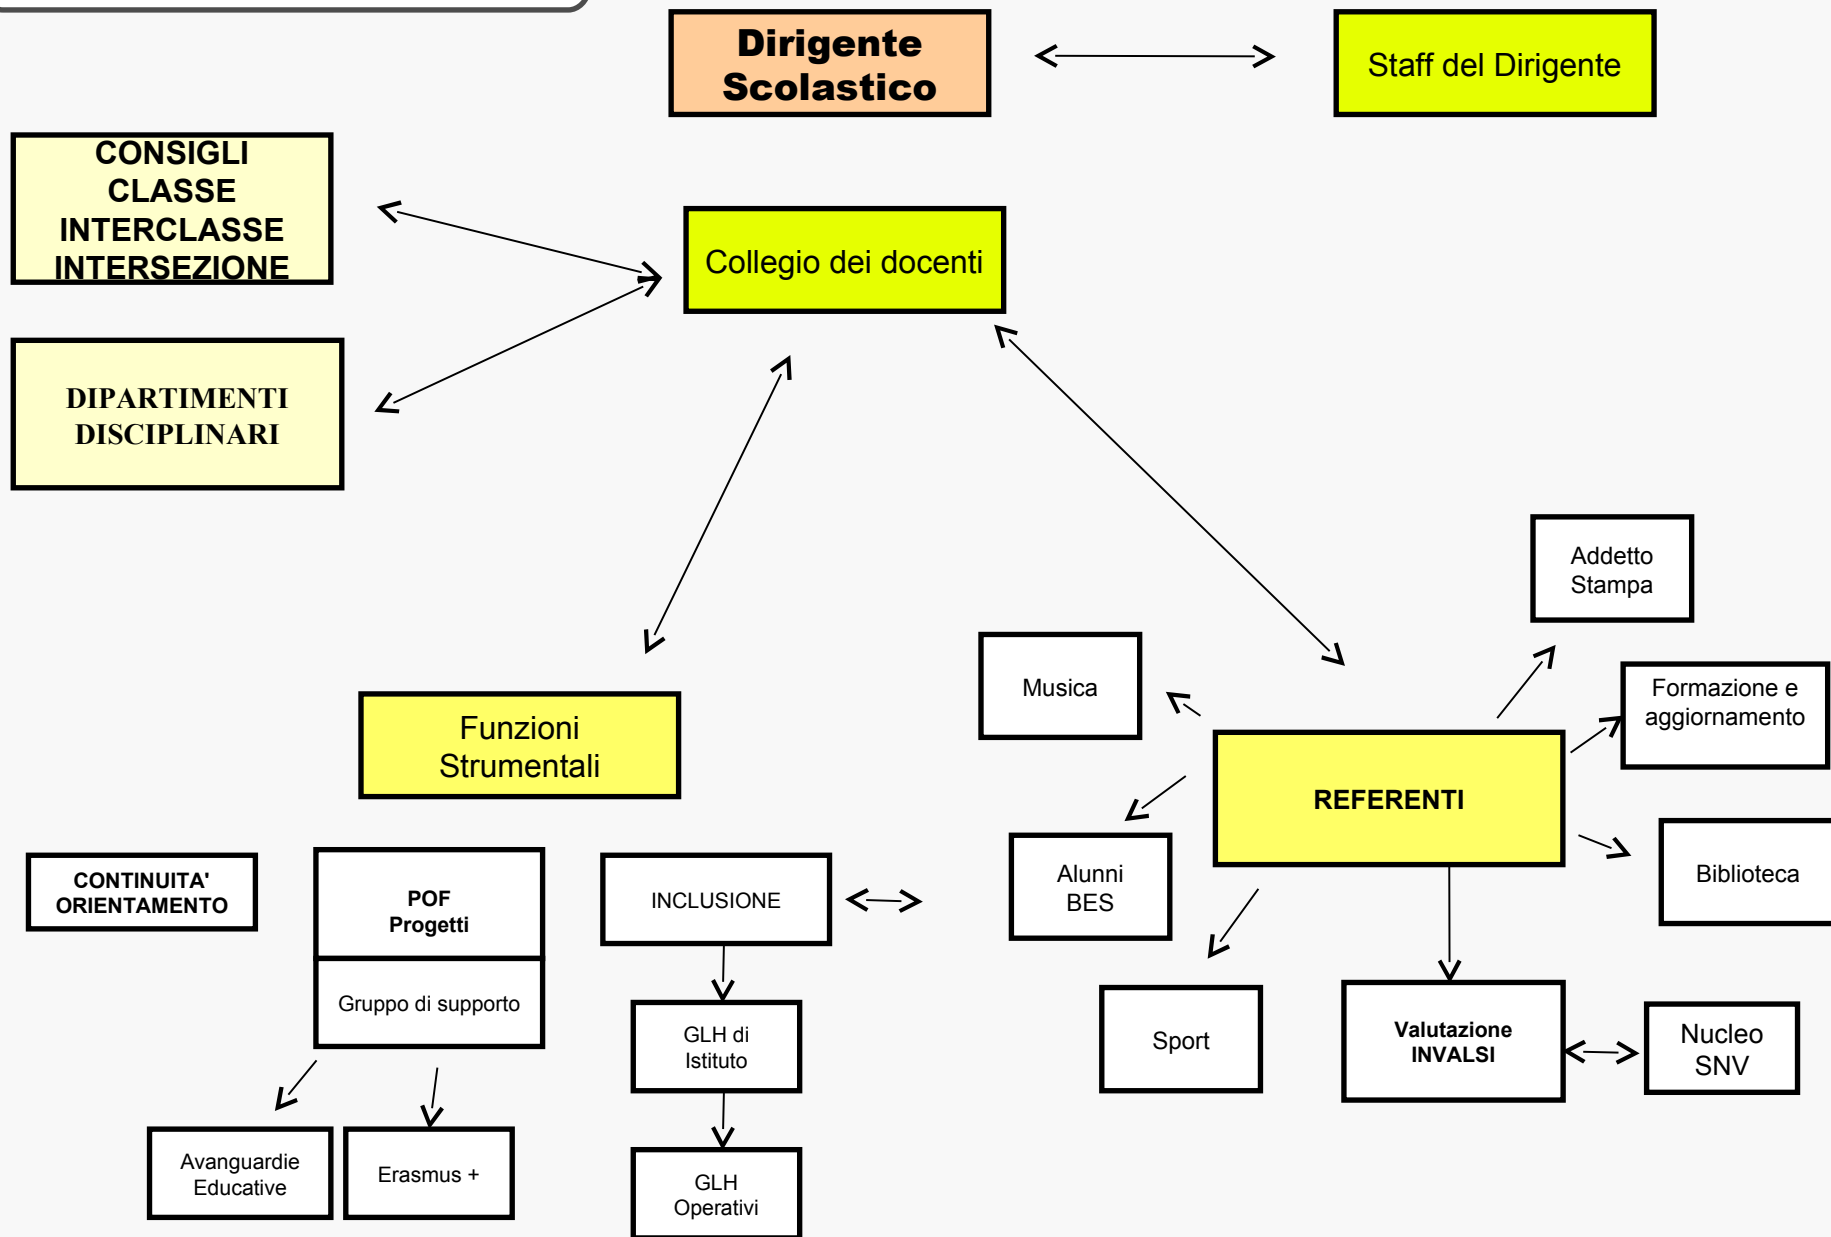 Dirigente
Scolastico
Staff del Dirigente
CONSIGLI
CLASSE
INTERCLASSE
INTERSEZIONE
Collegio dei docenti
DIPARTIMENTI
DISCIPLINARI
Addetto
Stampa
Musica
Formazione e
aggiornamento
Funzioni
Strumentali
REFERENTI
CONTINUITA'
ORIENTAMENTO
POF
Progetti
INCLUSIONE
Alunni
BES
Biblioteca
Gruppo di supporto
GLH di
Istituto
Sport
Valutazione
INVALSI
Nucleo
SNV
Avanguardie
Educative
Erasmus +
GLH
Operativi